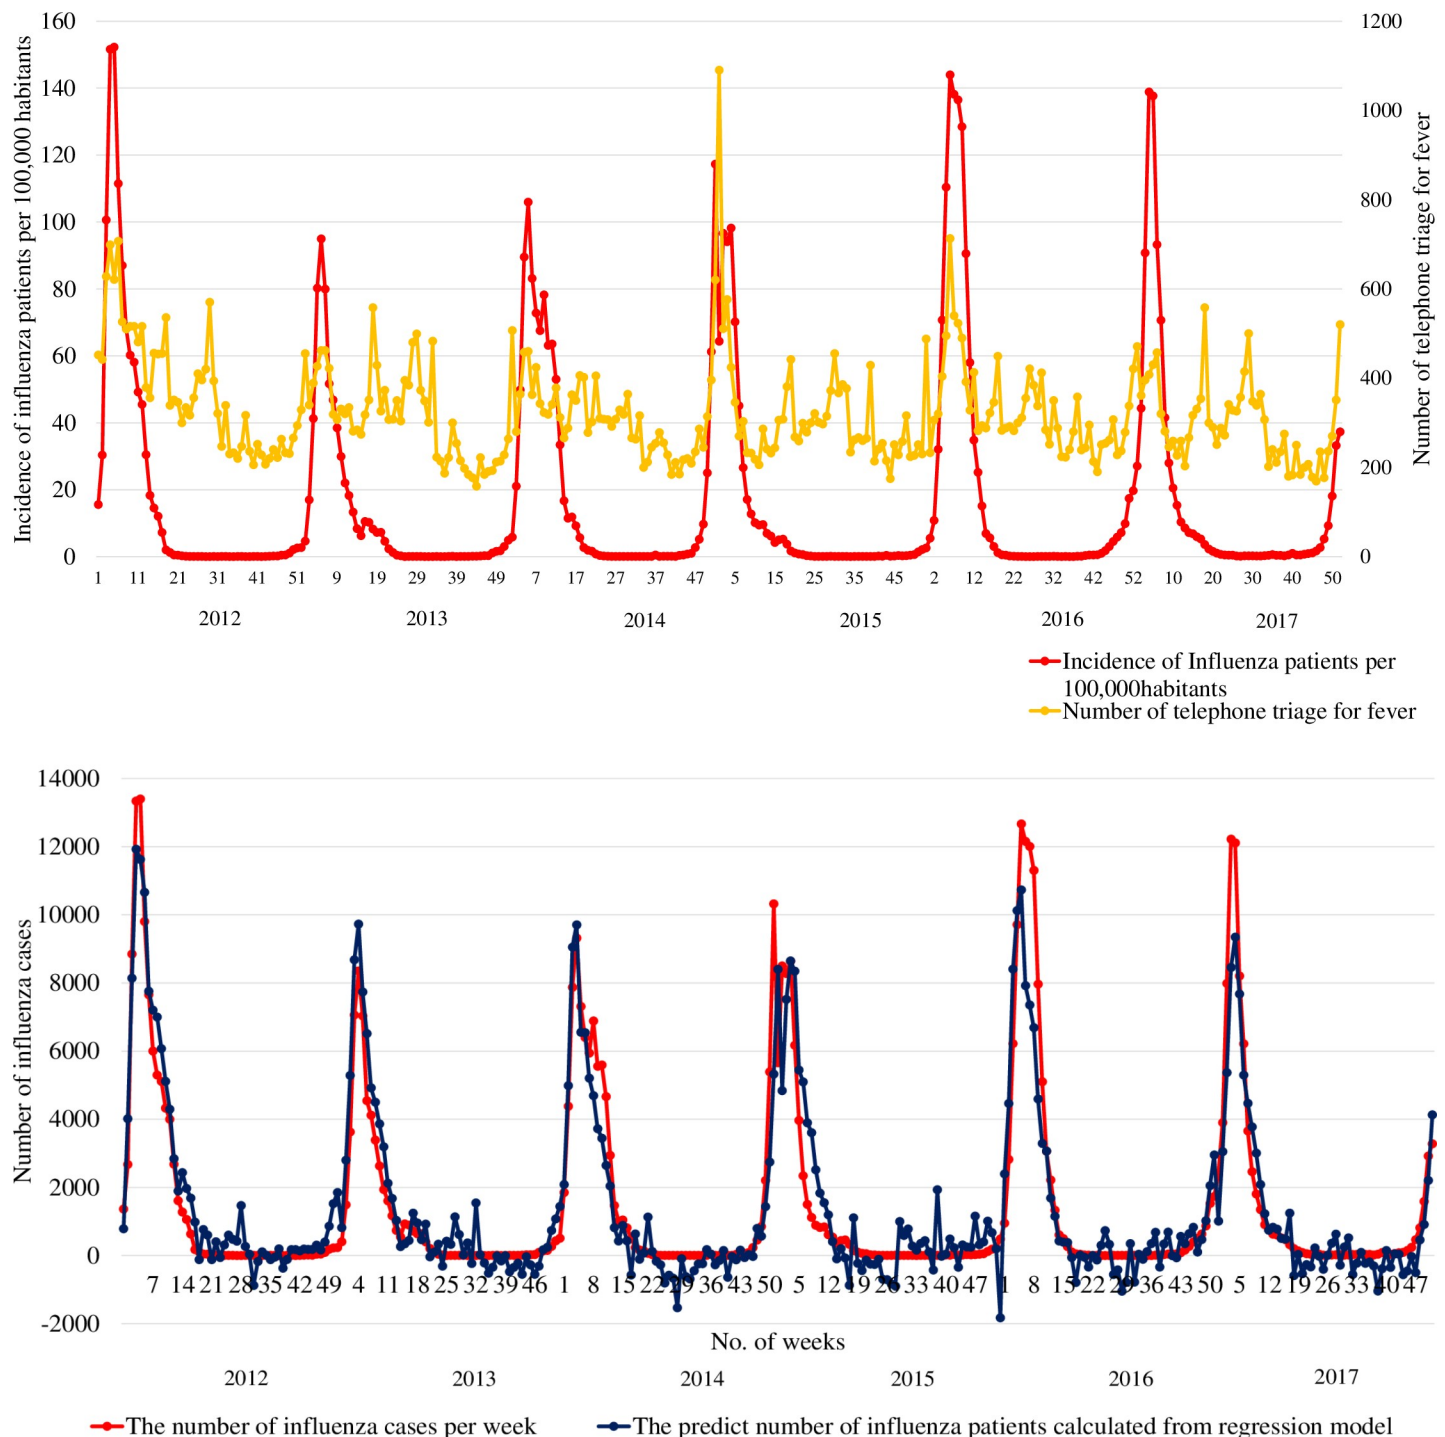 160
140
120
100
80
60
40
20
0
Incidence of influenza patients per 100,000 habitants
1200
1000
800
600
400
200
0
Number of telephone triage for fever
1 11 21 31 41 51 9 19 29 39 49 7 17 27 37 47 5 15 25 35 45 2 12 22 32 42 52 10 20 30 40 50
2012 2013 2014 2015 2016 2017
Incidence of Influenza patients per
100,000habitants
Number of telephone triage for fever
14000
12000
10000
8000
6000
4000
2000
0
-2000
Number of influenza cases
7 14 21 28 35 42 49 4 11 18 25 32 39 46 1 8 15 22 29 36 43 50 5 12 19 26 33 40 47 1 8 15 22 29 36 43 50 5 12 19 26 33 40 47
No. of weeks
2012 2013 2014 2015 2016 2017
The number of influenza cases per week
The predict number of influenza patients calculated from regression model